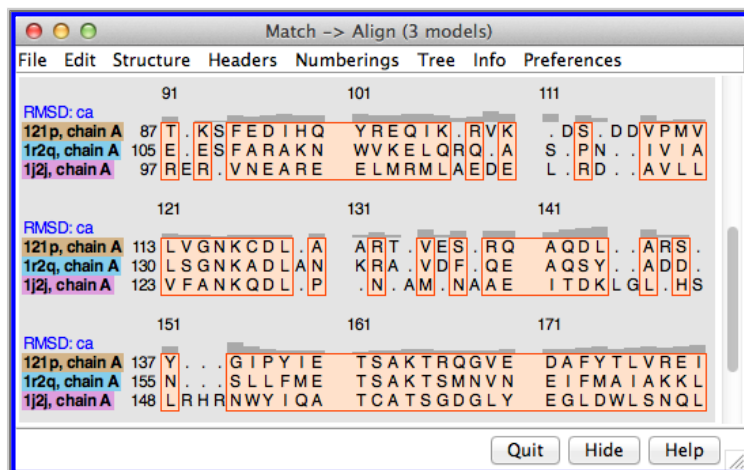 Match -> Align (3 models)
File Edit Structure Headers Numberings Tree Info Preferences
91 101 111
RMSD: ca
121p, chain A 87 T . K S F E D I H Q Y R E Q I K . R V K . D S . D D V P M V
1r2q, chain A 105 E . E S F A R A K N W V K E L Q R Q . A S . P N . . I V I A
1j2j, chain A 97 R E R . V N E A R E E L M R M L A E D E L . R D . . A V L L
121 131 141
RMSD: ca
121p, chain A 113 L V G N K C D L . A A R T . V E S . R Q A Q D L . . A R S .
1r2q, chain A 130 L S G N K A D L A N K R A . V D F . Q E A Q S Y . . A D D .
1j2j, chain A 123 V F A N K Q D L . P . N . A M . N A A E I T D K L G L . H S
151 161 171
RMSD: ca
121p, chain A 137 Y . . . G I P Y I E T S A K T R Q G V E D A F Y T L V R E I
1r2q, chain A 155 N . . . S L L F M E T S A K T S M N V N E I F M A I A K K L
1j2j, chain A 148 L R H R N W Y I Q A T C A T S G D G L Y E G L D W L S N Q L
Quit Hide Help